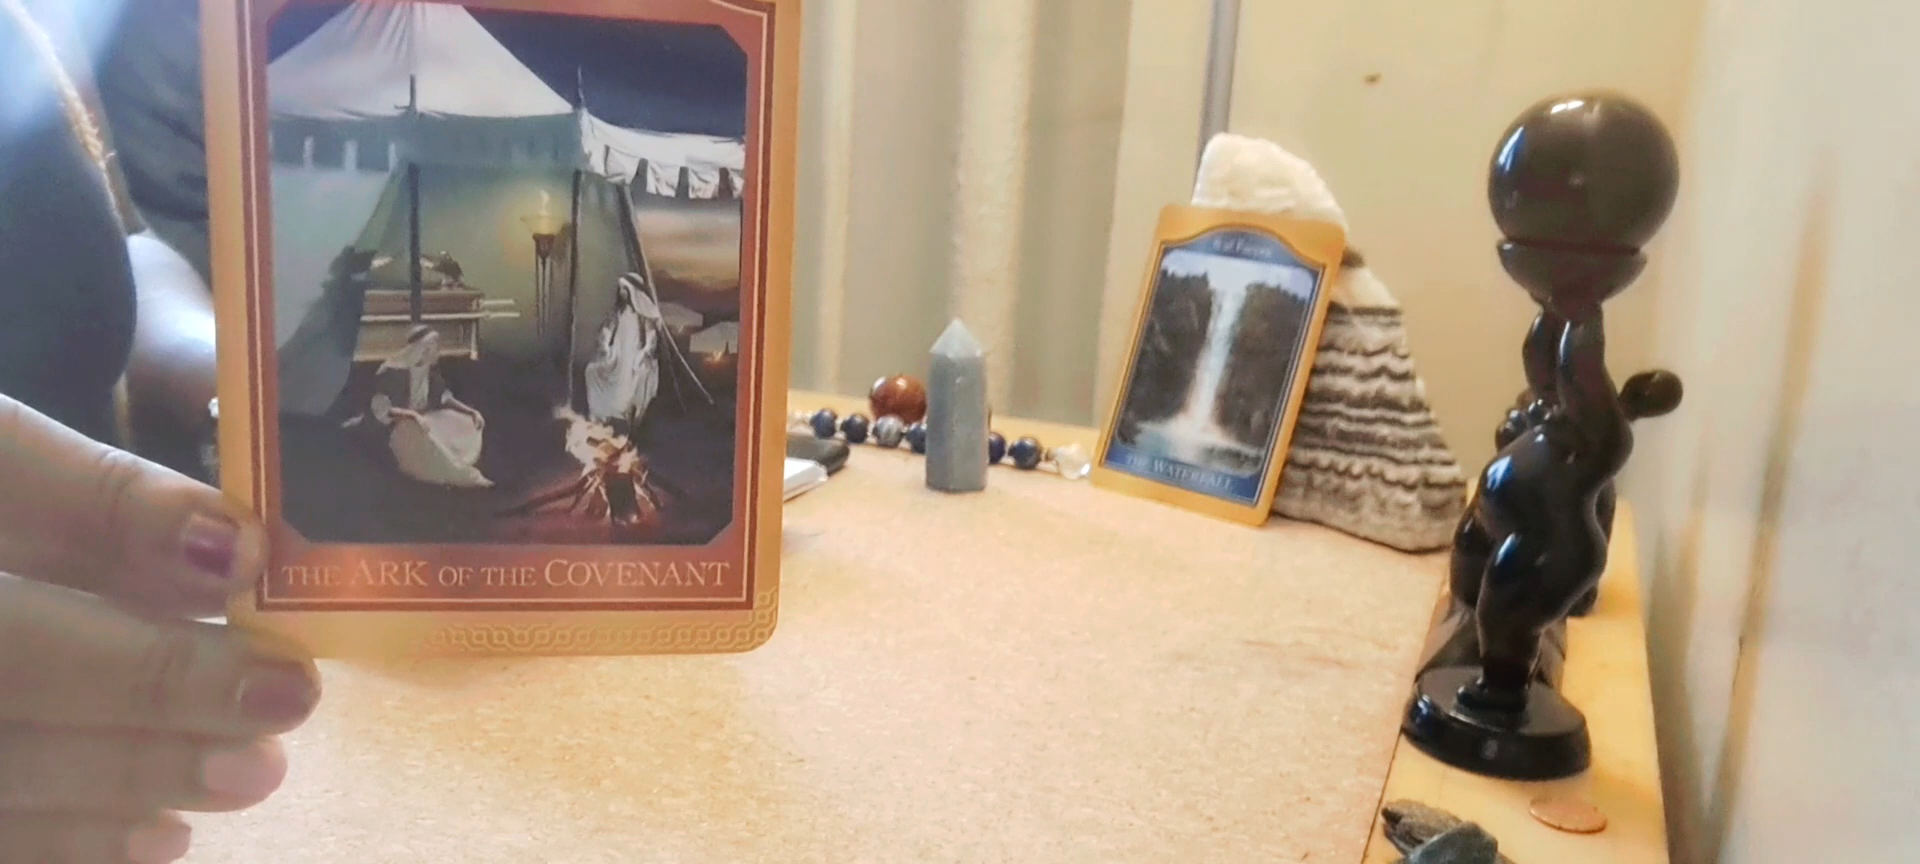 THE ARK OF THE COVENANT
THE WATERFALL